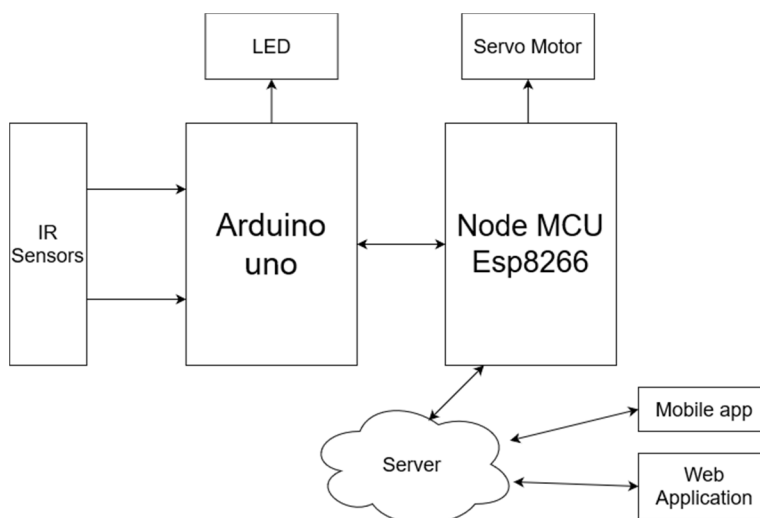 LED
Servo Motor
IR
Sensors
Arduino
uno
Node MCU
Esp8266
Server
Mobile app
Web
Application